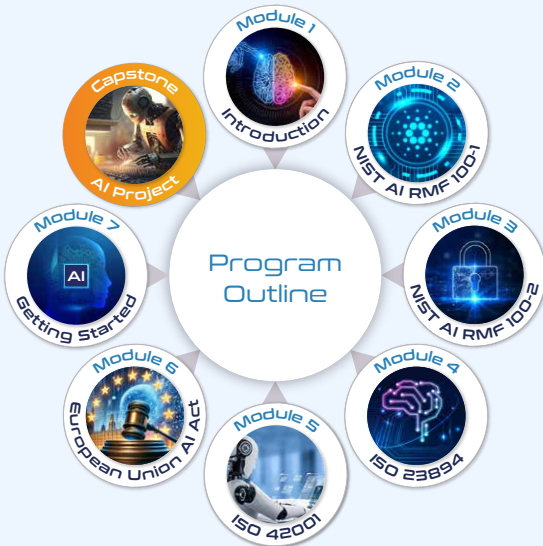 Program
Outline
Module 1
Introduction
Module 2
NIST AI RMF 100-1
Module 3
NIST AI RMF 100-2
Module 4
ISO 23894
Module 5
ISO 42001
Module 6
European Union AI Act
Module 7
AI
Getting Started
Capstone
AI Project